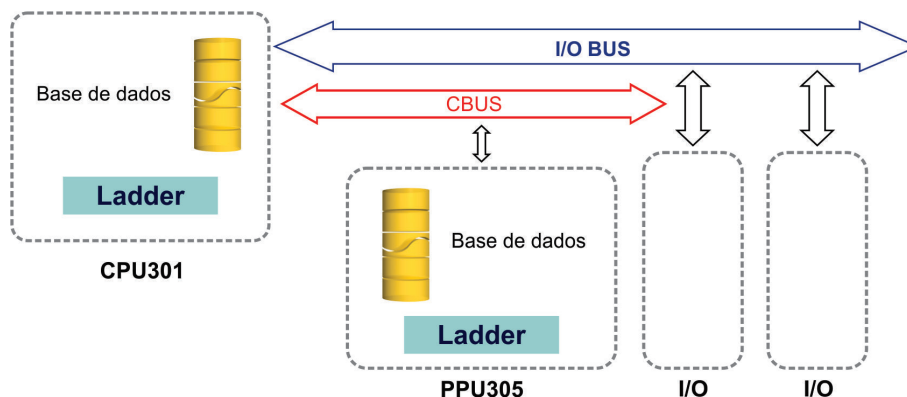 I/O BUS
Base de dados
CBUS
Ladder
Base de dados
CPU301
Ladder
PPU305
I/O
I/O